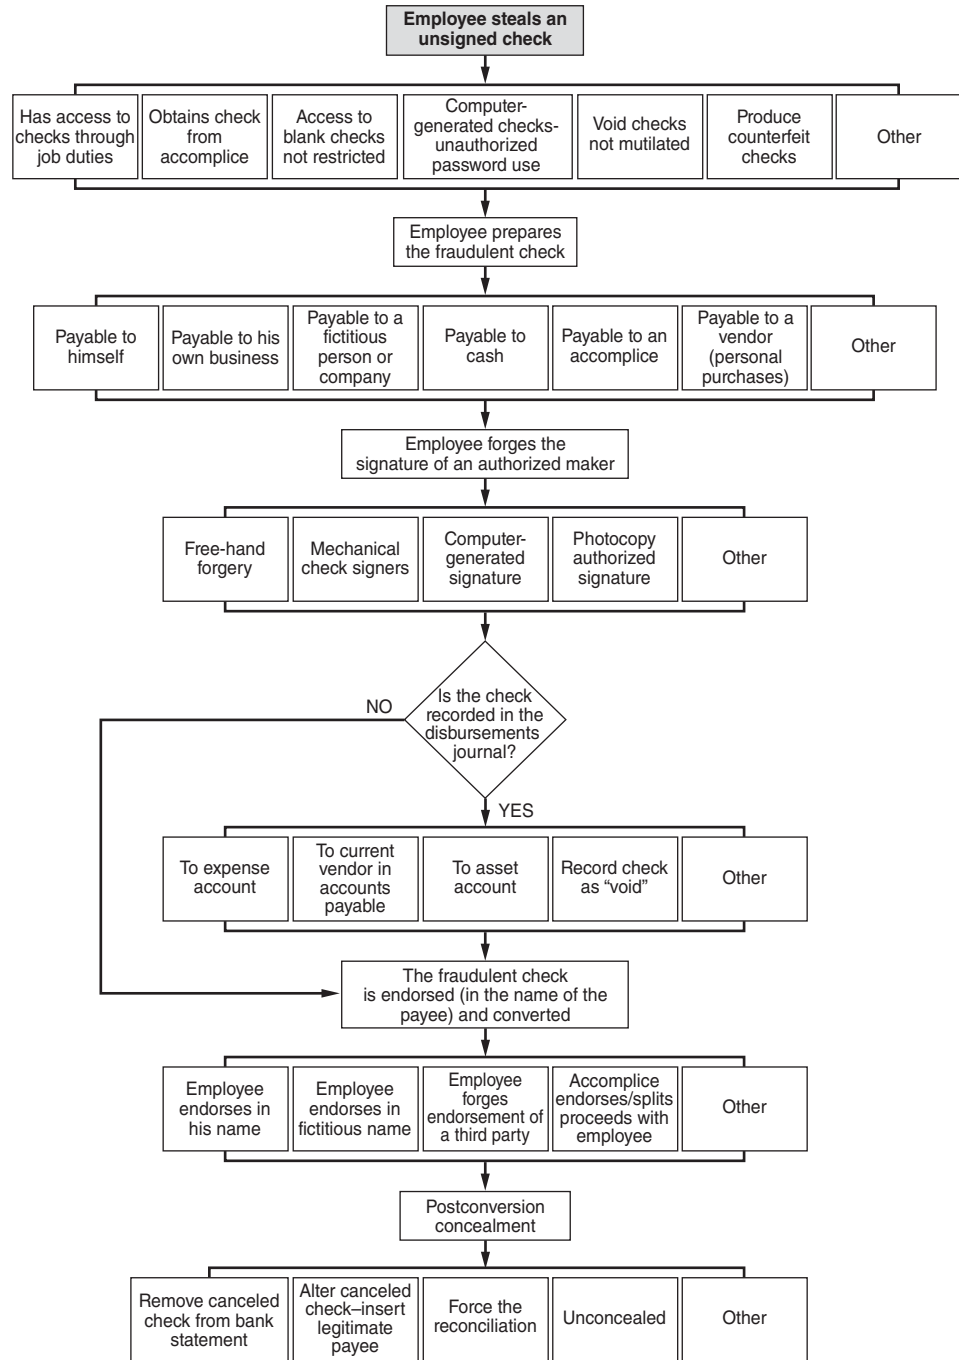 Employee steals an
unsigned check
Has access to
checks through
job duties
Obtains check
from
accomplice
Access to
blank checks
not restricted
Computer-
generated checks-
unauthorized
password use
Void checks
not mutilated
Produce
counterfeit
checks
Other
Employee prepares
the fraudulent check
Payable to
himself
Payable to his
own business
Payable to a
fictitious
person or
company
Payable to
cash
Payable to an
accomplice
Payable to a
vendor
(personal
purchases)
Other
Employee forges the
signature of an authorized maker
Free-hand
forgery
Mechanical
check signers
Computer-
generated
signature
Photocopy
authorized
signature
Other
Is the check
recorded in the
disbursements
journal?
NO
YES
To expense
account
To current
vendor in
accounts
payable
To asset
account
Record check
as “void”
Other
The fraudulent check
is endorsed (in the name of the
payee) and converted
Employee
endorses in
his name
Employee
endorses in
fictitious name
Employee
forges
endorsement of
a third party
Accomplice
endorses/splits
proceeds with
employee
Other
Postconversion
concealment
Remove canceled
check from bank
statement
Alter canceled
check–insert
legitimate
payee
Force the
reconciliation
Unconcealed
Other